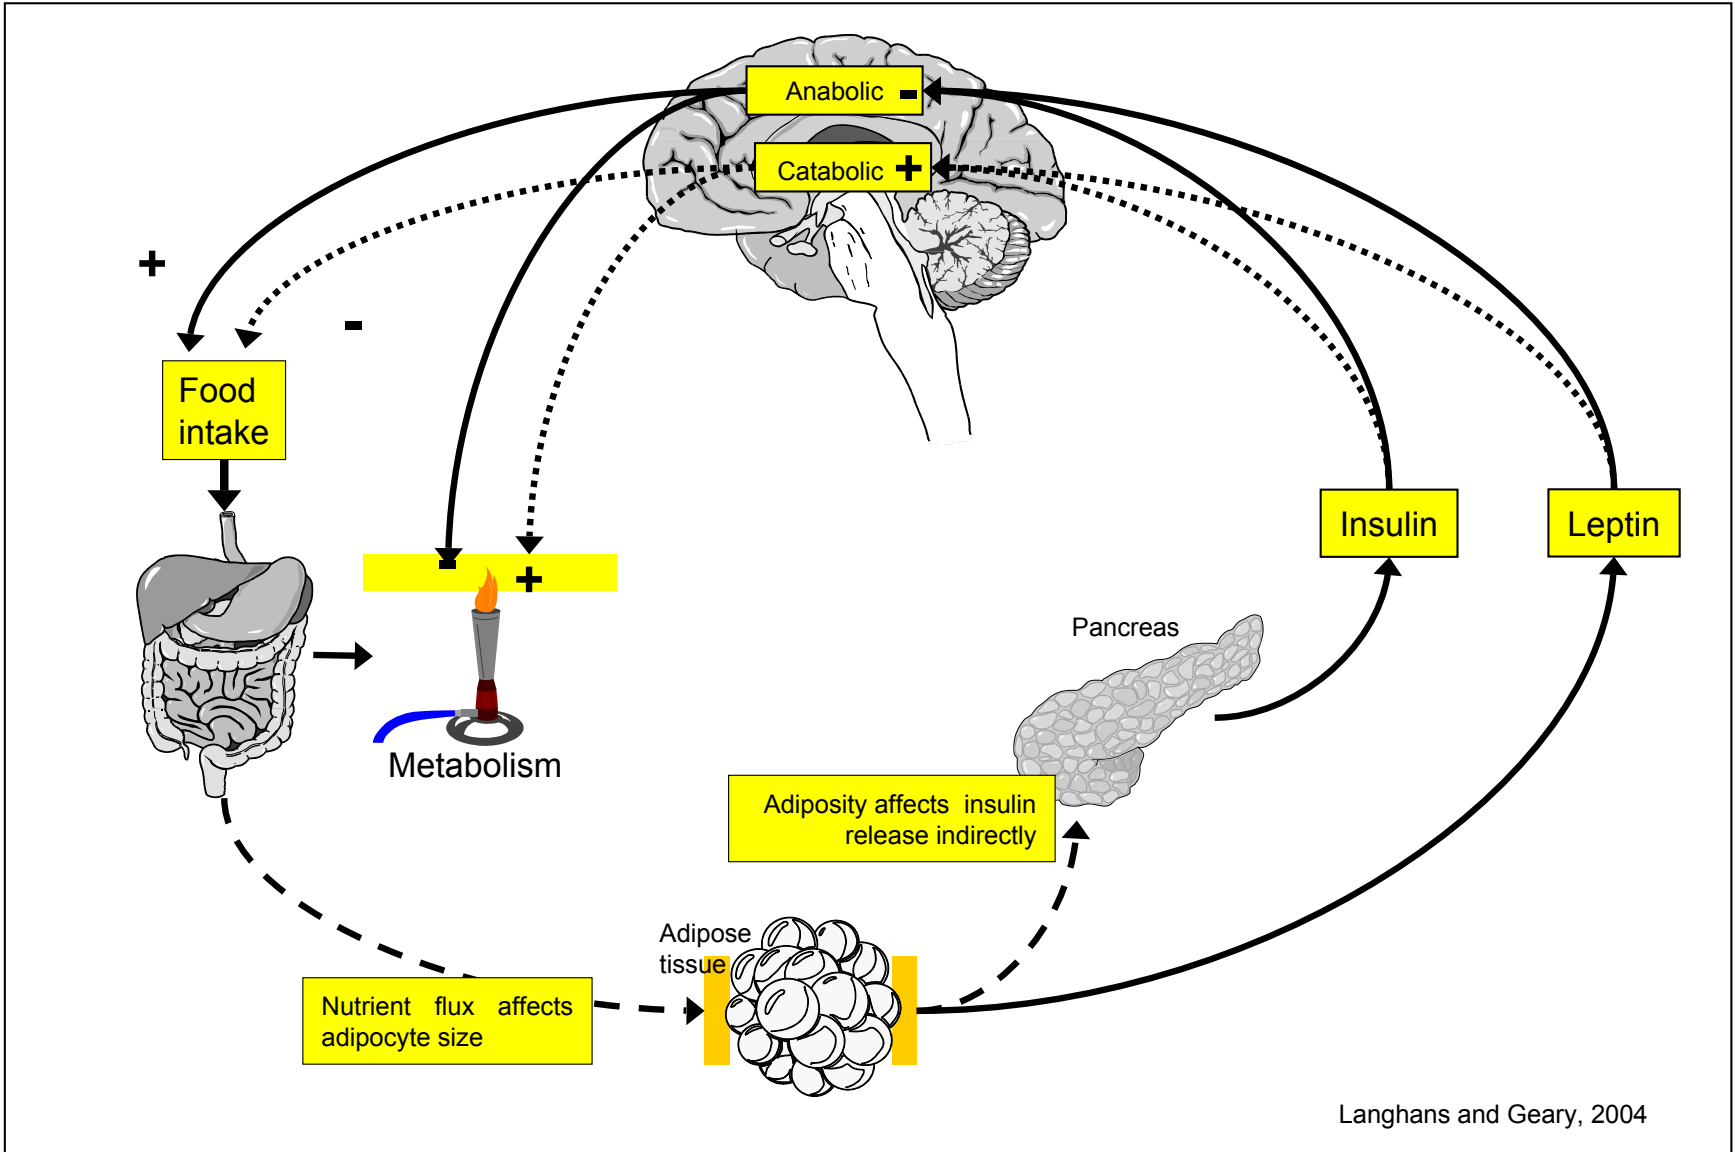 Anabolic -
Catabolic +
+
-
Food
intake
Insulin
Leptin
-
+
Pancreas
Metabolism
Adiposity affects insulin
release indirectly
Adipose
tissue
Nutrient flux affects
adipocyte size
Langhans and Geary, 2004